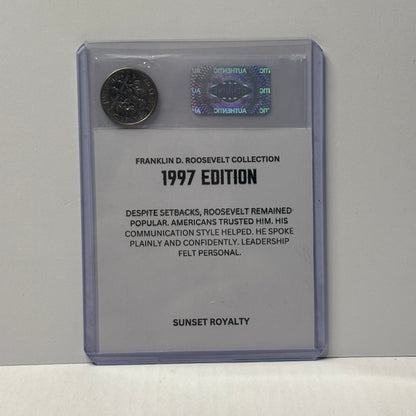 AUTHENTIC
FRANKLIN D. ROOSEVELT COLLECTION
1997 EDITION
DESPITE SETBACKS, ROOSEVELT REMAINED
POPULAR. AMERICANS TRUSTED HIM. HIS
COMMUNICATION STYLE HELPED. HE SPOKE
PLAINLY AND CONFIDENTLY. LEADERSHIP
FELT PERSONAL.
SUNSET ROYALTY